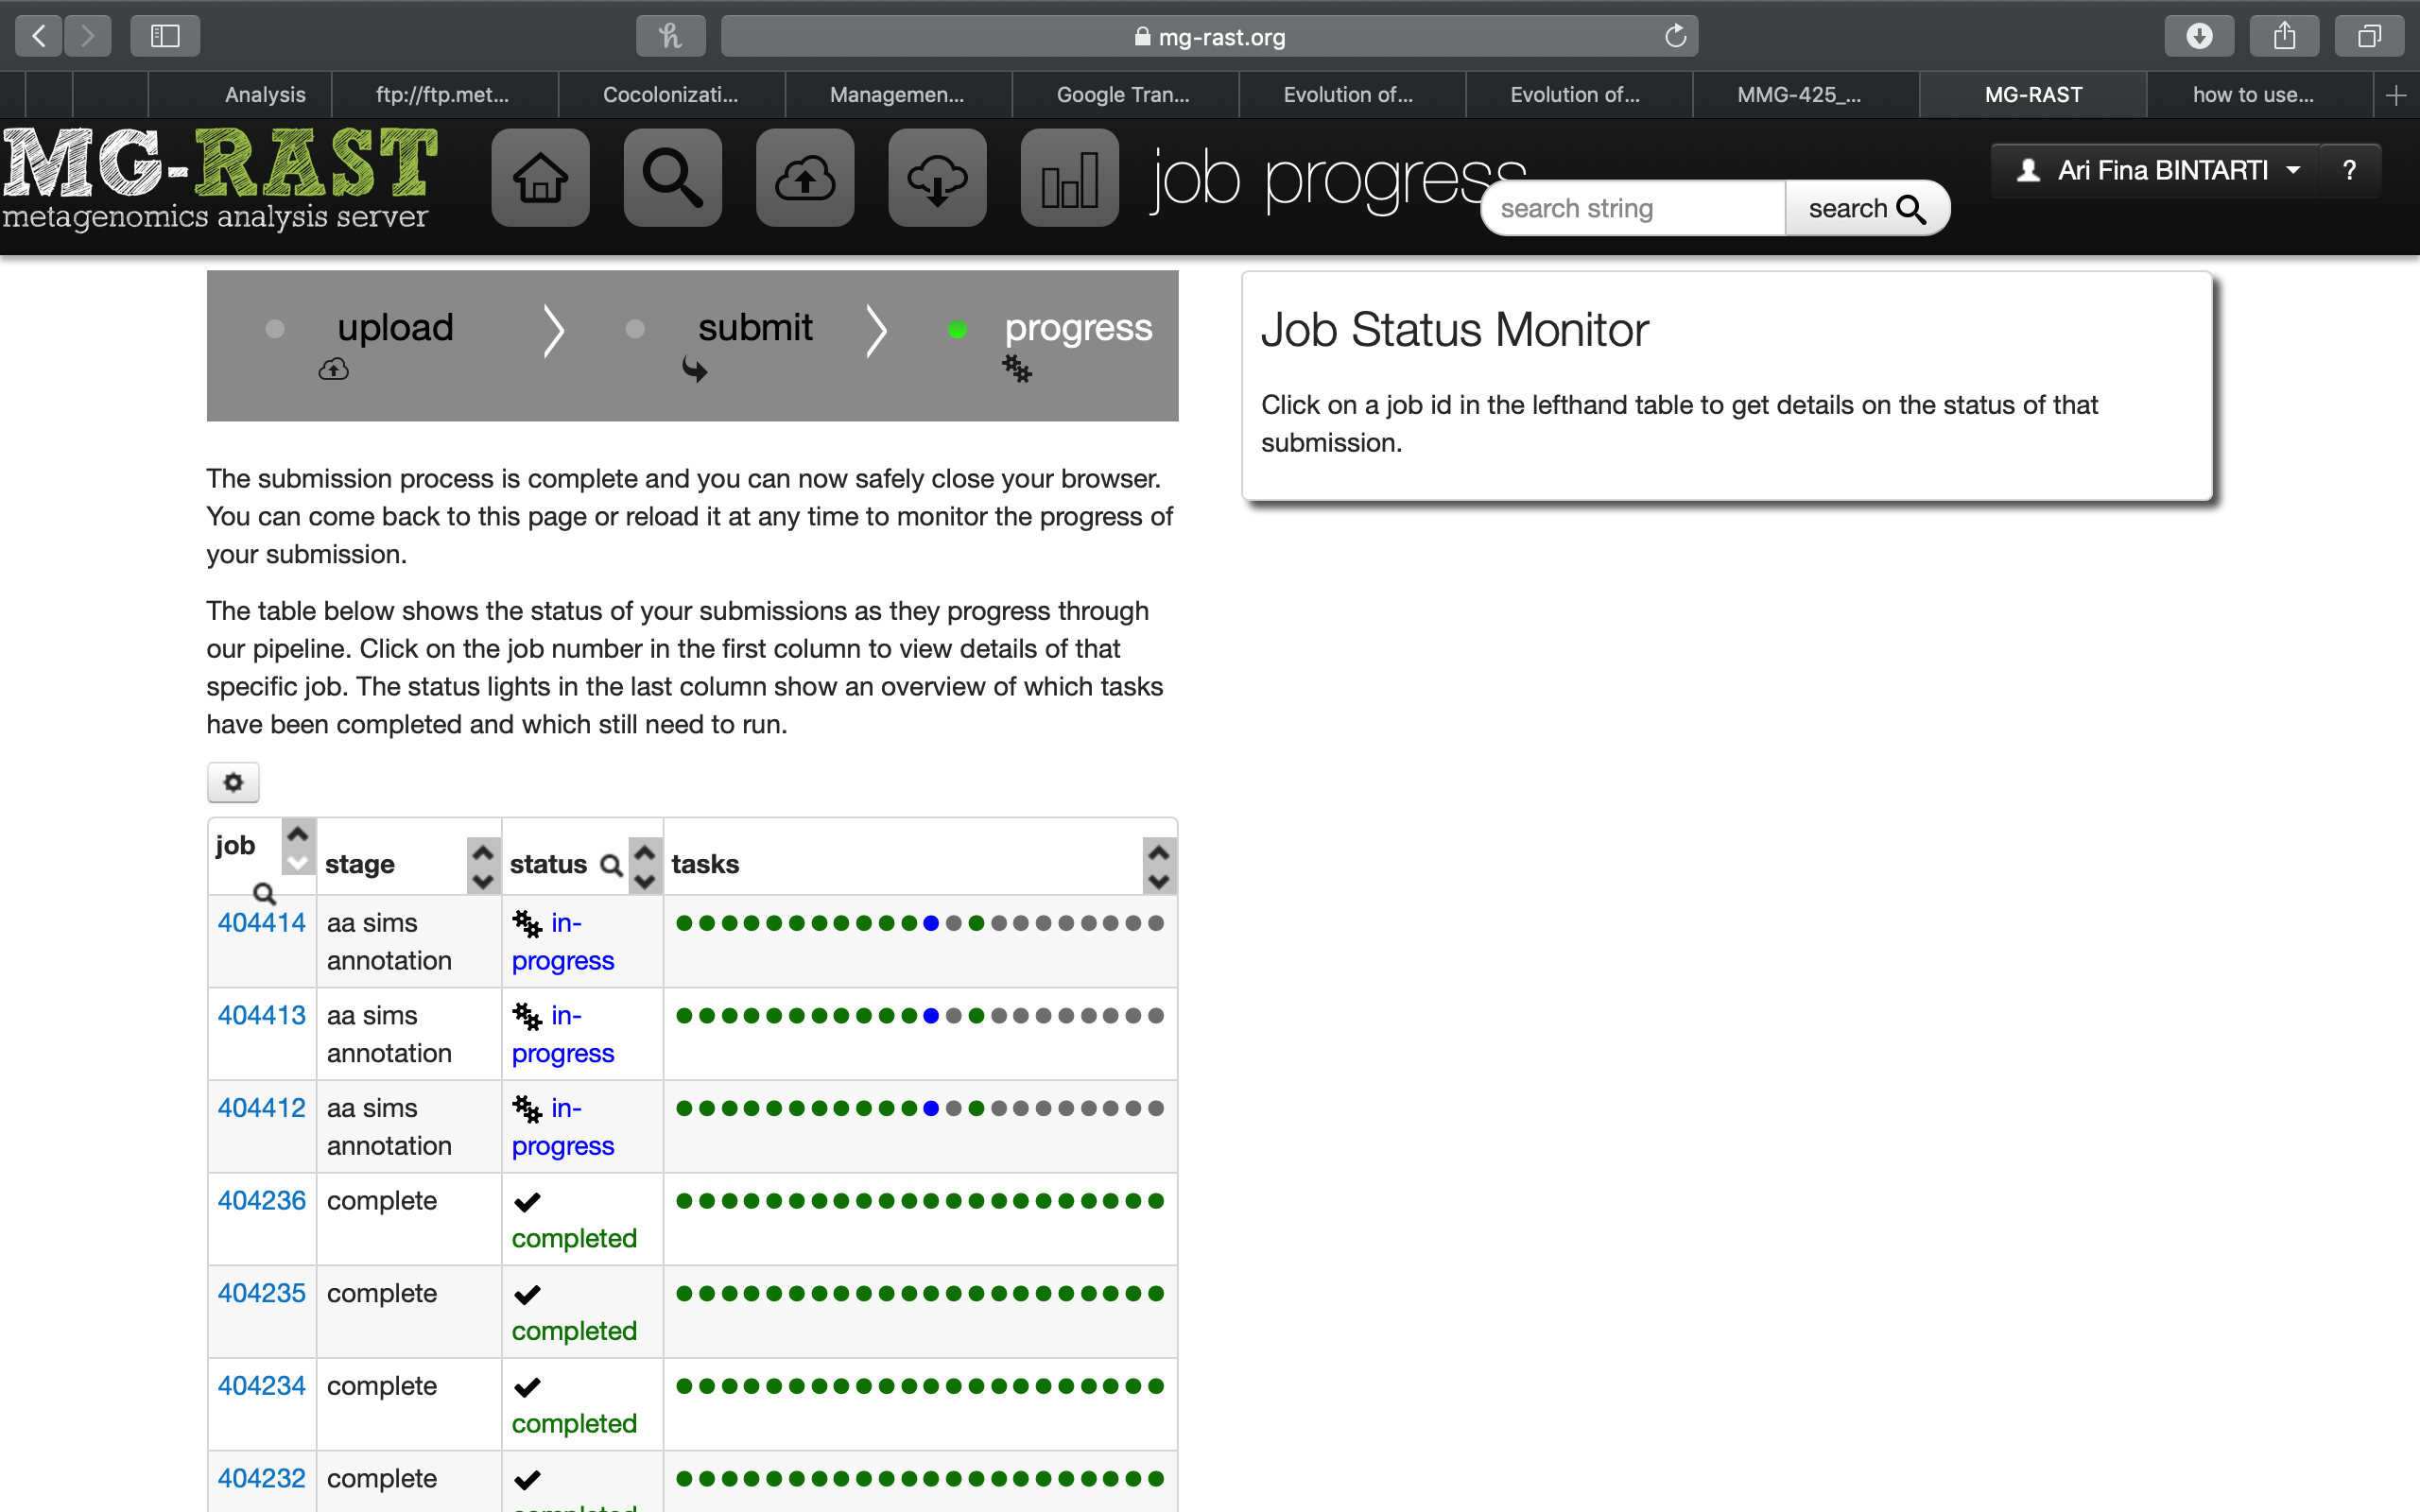 mg-rast.org
Analysis
ftp://ftp.met...
Cocolonizati...
Managemen...
Google Tran...
Evolution of...
Evolution of...
MMG-425_...
MG-RAST
how to use...
MG-RAST
metagenomics analysis server
job progress
search string
search
Ari Fina BINTARTI
?
upload
submit
progress
Job Status Monitor
Click on a job id in the lefthand table to get details on the status of that
submission.
The submission process is complete and you can now safely close your browser.
You can come back to this page or reload it at any time to monitor the progress of
your submission.
The table below shows the status of your submissions as they progress through
our pipeline. Click on the job number in the first column to view details of that
specific job. The status lights in the last column show an overview of which tasks
have been completed and which still need to run.
job stage status tasks
404414 aa sims in-
annotation progress
404413 aa sims in-
annotation progress
404412 aa sims in-
annotation progress
404236 complete
completed
404235 complete
completed
404234 complete
completed
404232 complete